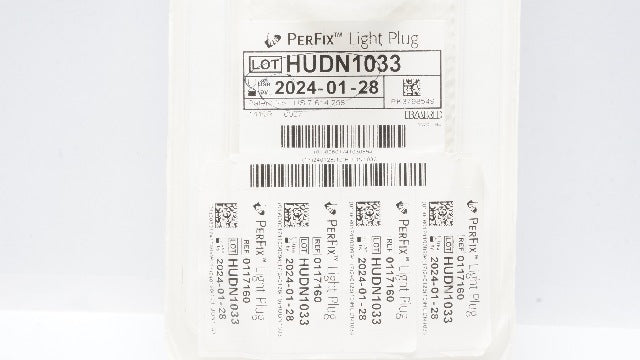 PERFIX™ Light Plug
LOT HUDN1033
2024-01-28
BARD
PERFIX™ Light Plug
REF 0117160
LOT HUDN1033
2024-01-28
PERFIX™ Light Plug
REF 0117160
LOT HUDN1033
2024-01-28
PERFIX™ Light Plug
REF 0117160
LOT HUDN1033
2024-01-28
PERFIX™ Light Plug
REF 0117160
LOT HUDN1033
2024-01-28